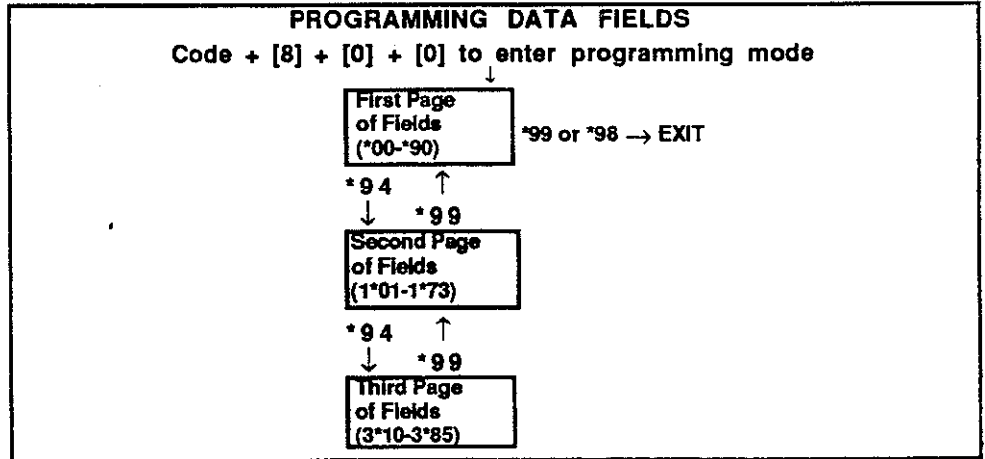 PROGRAMMING DATA FIELDS
Code + [8] + [0] + [0] to enter programming mode
↓
First Page
of Fields
(*00-*90)
*99 or *98 → EXIT
*94 ↑
↓ *99
Second Page
of Fields
(1*01-1*73)
*94 ↑
↓ *99
Third Page
of Fields
(3*10-3*85)